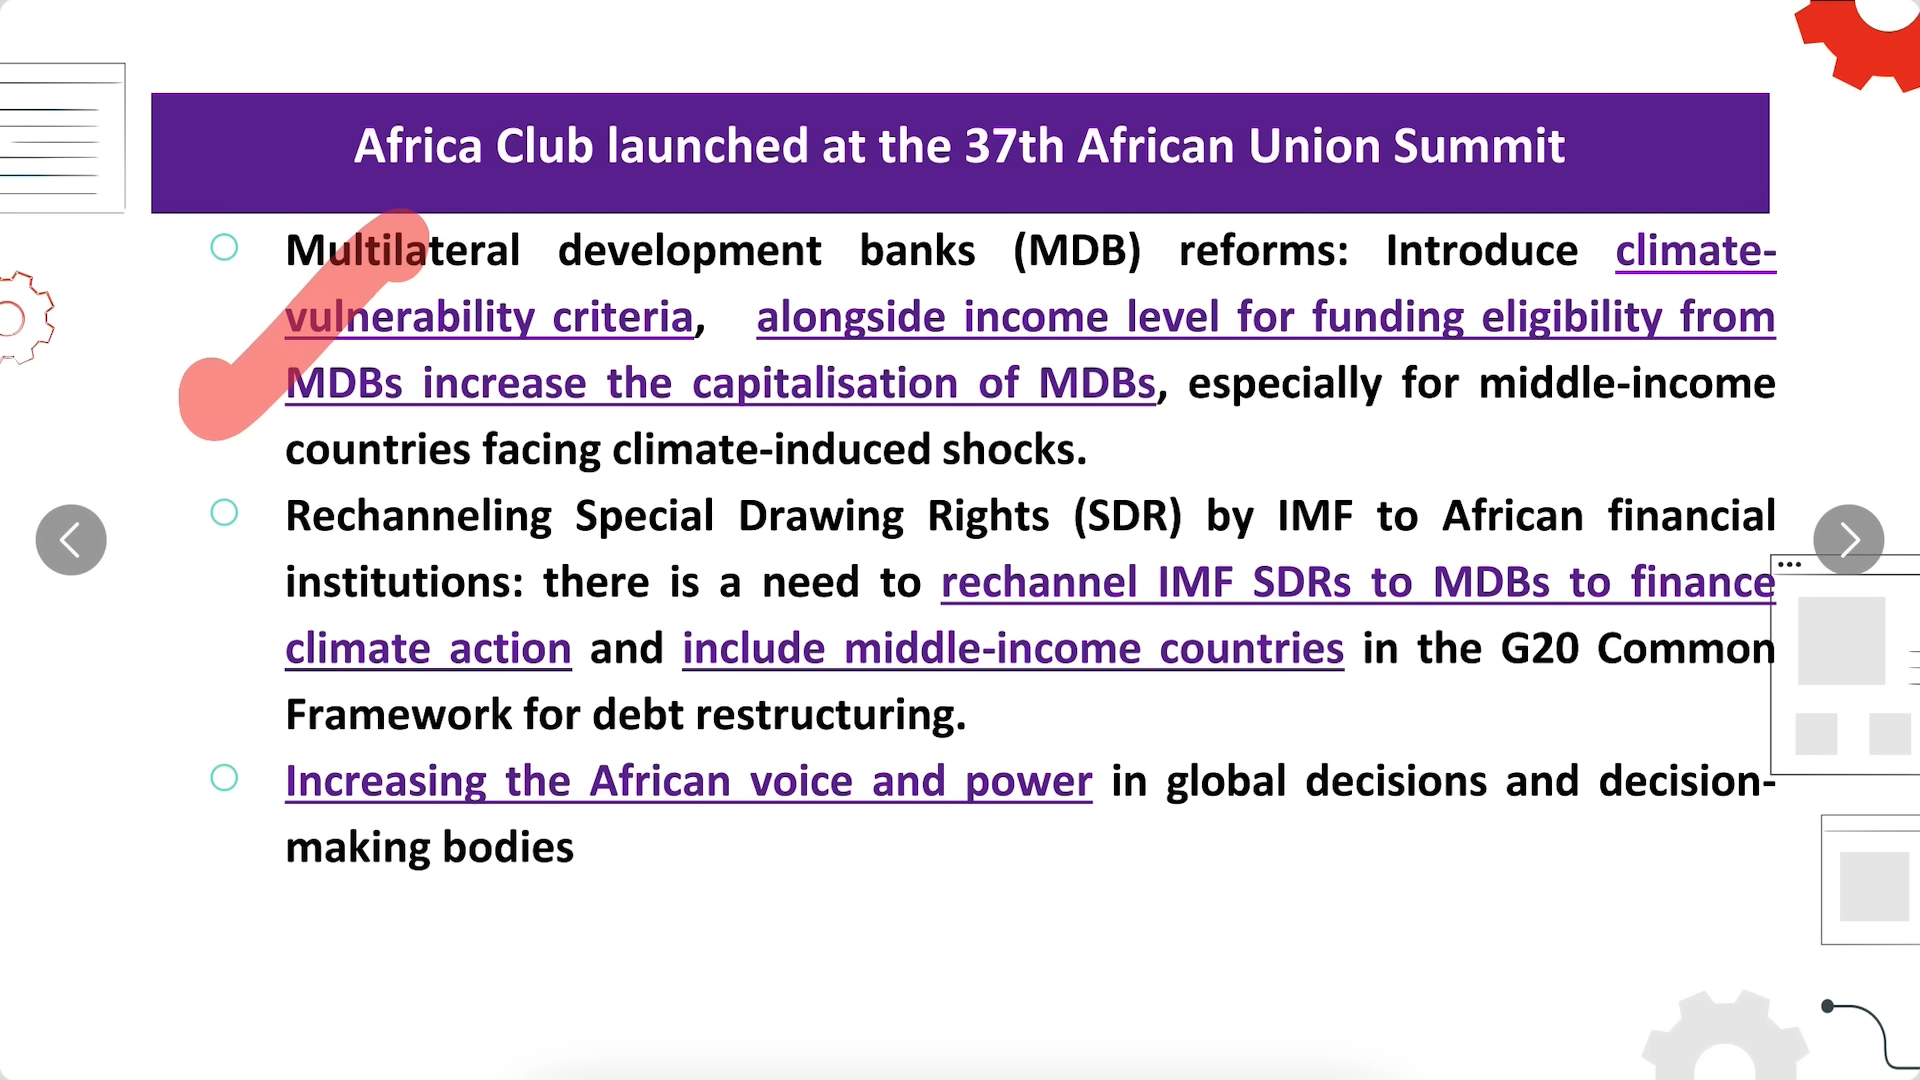 Africa Club launched at the 37th African Union Summit
Multilateral development banks (MDB) reforms: Introduce climate-
vulnerability criteria, alongside income level for funding eligibility from
MDBs increase the capitalisation of MDBs, especially for middle-income
countries facing climate-induced shocks.
Rechanneling Special Drawing Rights (SDR) by IMF to African financial
institutions: there is a need to rechannel IMF SDRs to MDBs to finance
climate action and include middle-income countries in the G20 Common
Framework for debt restructuring.
Increasing the African voice and power in global decisions and decision-
making bodies